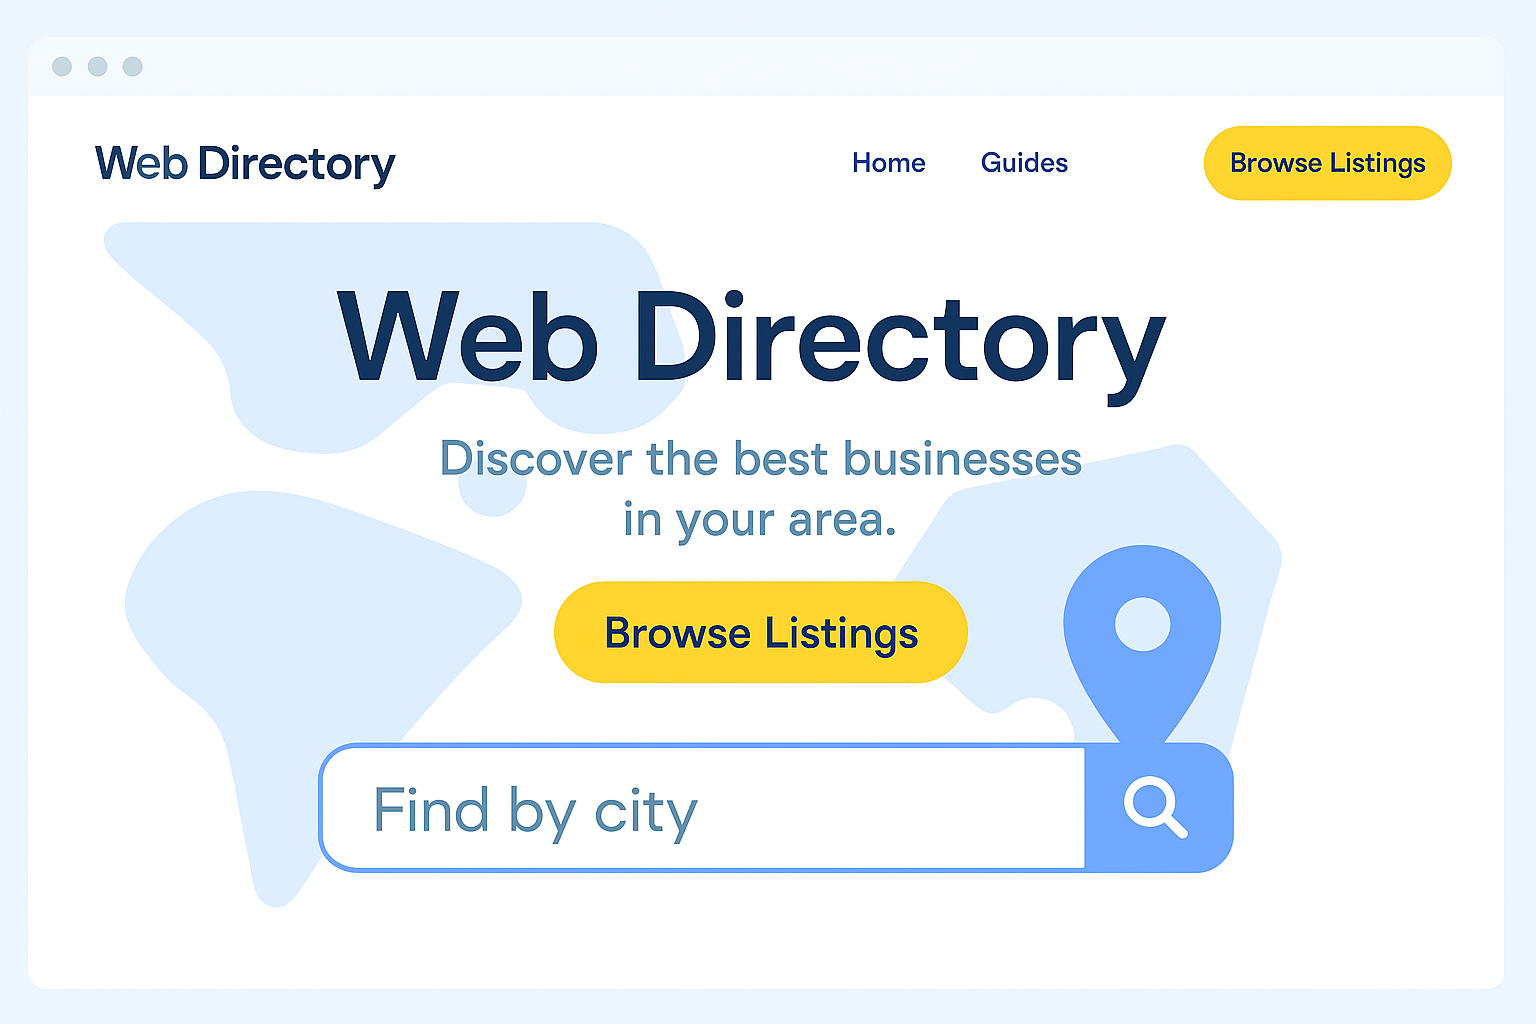 Web Directory
Home
Guides
Browse Listings
Web Directory
Discover the best businesses
in your area.
Browse Listings
Find by city